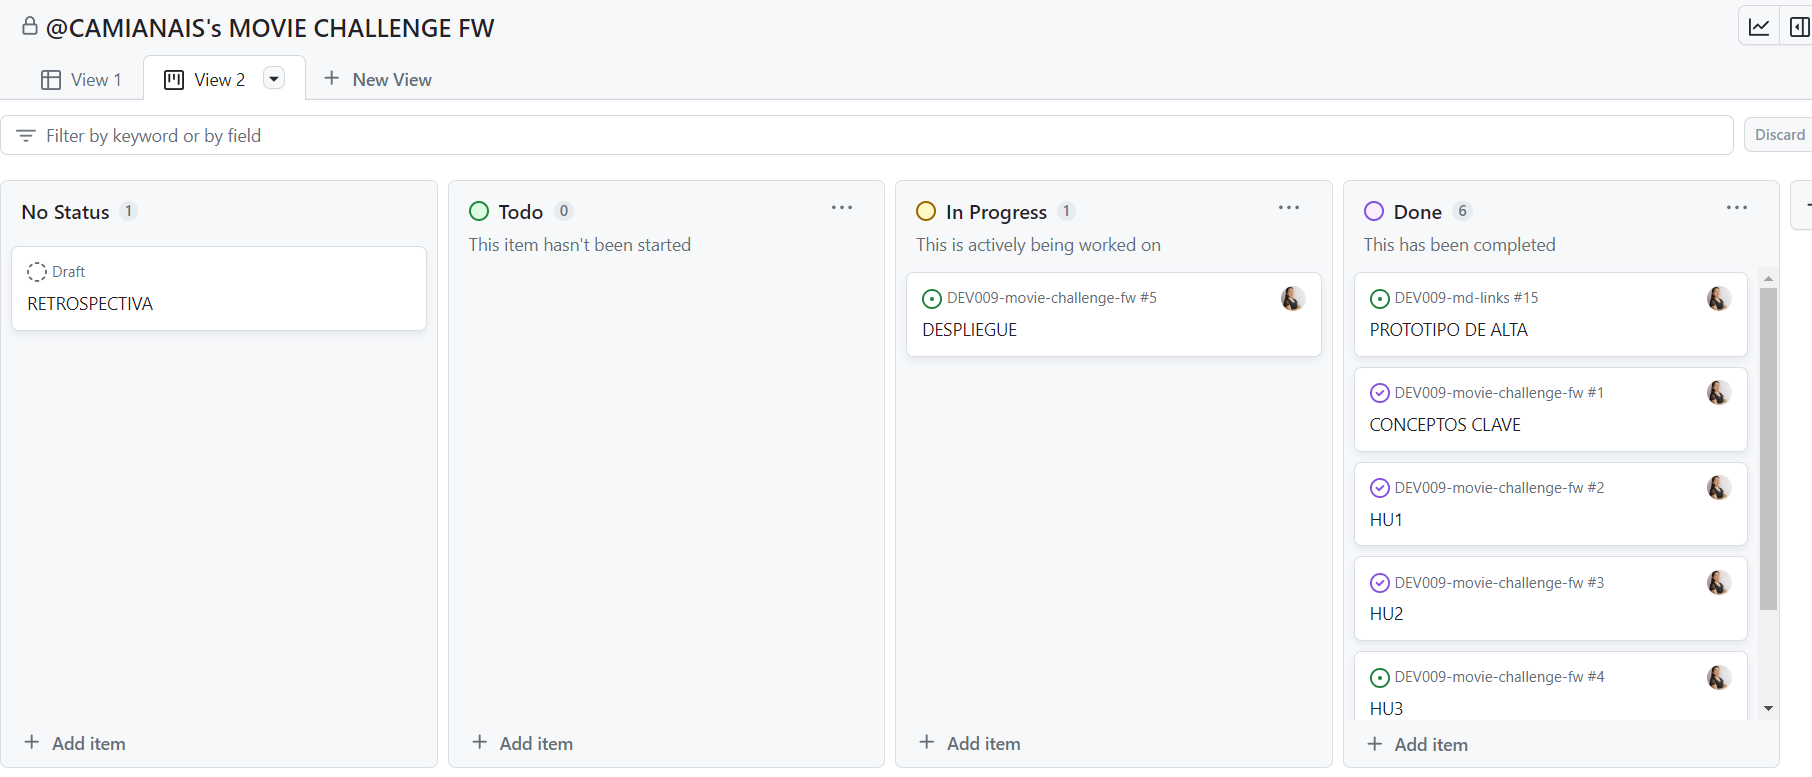 @CAMIANAIS's MOVIE CHALLENGE FW
View 1
View 2
New View
Filter by keyword or by field
Discard
No Status 1
Draft
RETROSPECTIVA
Add item
Todo 0
This item hasn't been started
Add item
In Progress 1
This is actively being worked on
DEV009-movie-challenge-fw #5
DESPLIEGUE
Add item
Done 6
This has been completed
DEV009-md-links #15
PROTOTIPO DE ALTA
DEV009-movie-challenge-fw #1
CONCEPTOS CLAVE
DEV009-movie-challenge-fw #2
HU1
DEV009-movie-challenge-fw #3
HU2
DEV009-movie-challenge-fw #4
HU3
Add item